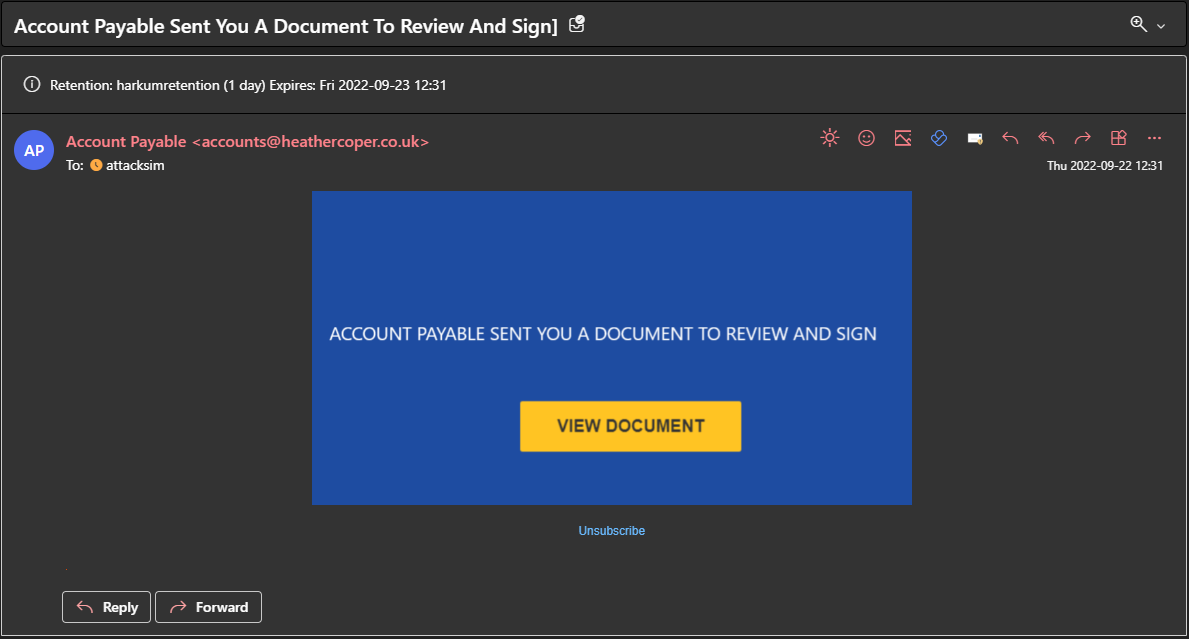 Account Payable Sent You A Document To Review And Sign]
Retention: harkumretention (1 day) Expires: Fri 2022-09-23 12:31
AP
Account Payable <accounts@heathercoper.co.uk>
To: attacksim
Thu 2022-09-22 12:31
ACCOUNT PAYABLE SENT YOU A DOCUMENT TO REVIEW AND SIGN
VIEW DOCUMENT
Unsubscribe
Reply
Forward